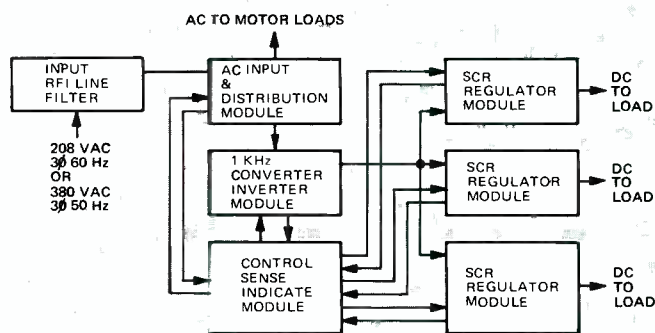 AC TO MOTOR LOADS
INPUT
RFI LINE
FILTER
208 VAC
3ø 60 Hz
OR
380 VAC
3ø 50 Hz
AC INPUT
&
DISTRIBUTION
MODULE
1 KHz
CONVERTER
INVERTER
MODULE
CONTROL
SENSE
INDICATE MODULE
SCR
REGULATOR
MODULE
DC
TO
LOAD
SCR
REGULATOR
MODULE
DC
TO
LOAD
SCR
REGULATOR
MODULE
DC
TO
LOAD